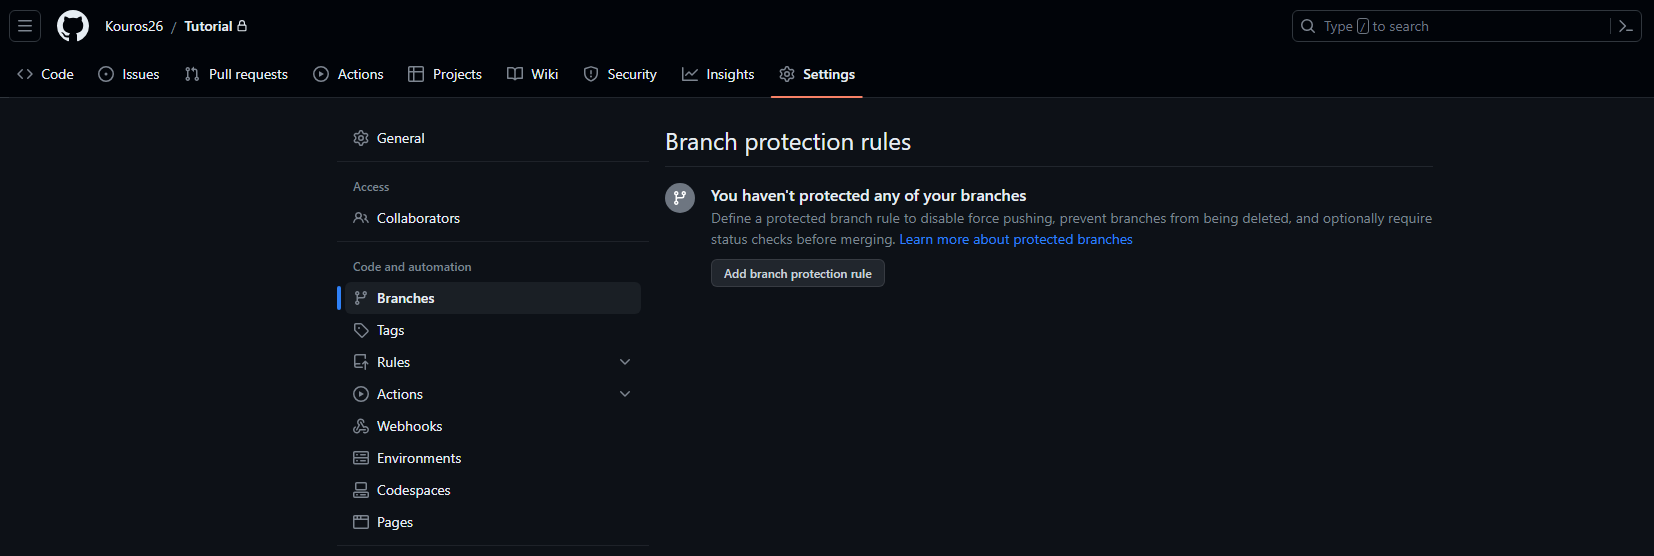 Kouros26 / Tutorial
Type / to search
Code Issues Pull requests Actions Projects Wiki Security Insights Settings
General
Access
Collaborators
Code and automation
Branches
Tags
Rules
Actions
Webhooks
Environments
Codespaces
Pages
Branch protection rules
You haven't protected any of your branches
Define a protected branch rule to disable force pushing, prevent branches from being deleted, and optionally require
status checks before merging. Learn more about protected branches
Add branch protection rule